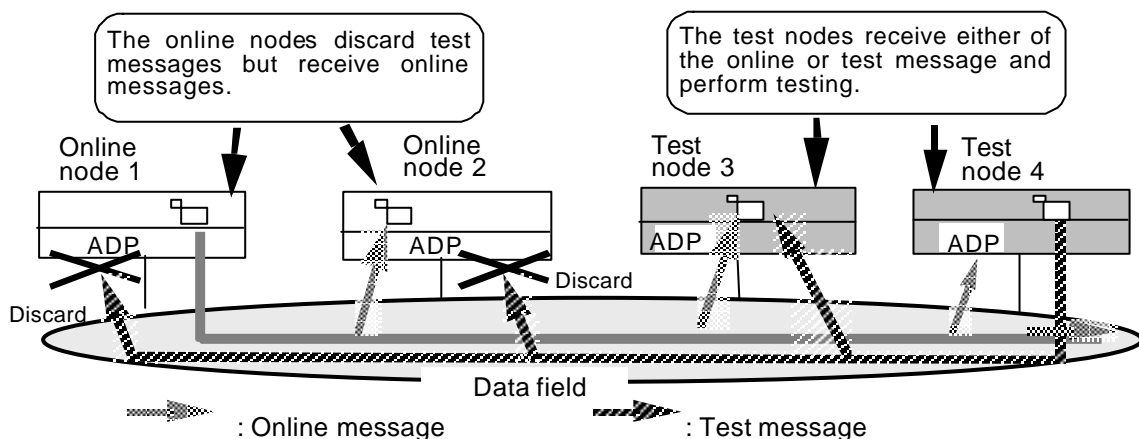 The online nodes discard test
messages but receive online
messages.
The test nodes receive either of
the online or test message and
perform testing.
Online
node 1
Online
node 2
Test
node 3
Test
node 4
ADP
ADP
ADP
ADP
Discard
Discard
Data field
: Online message
: Test message